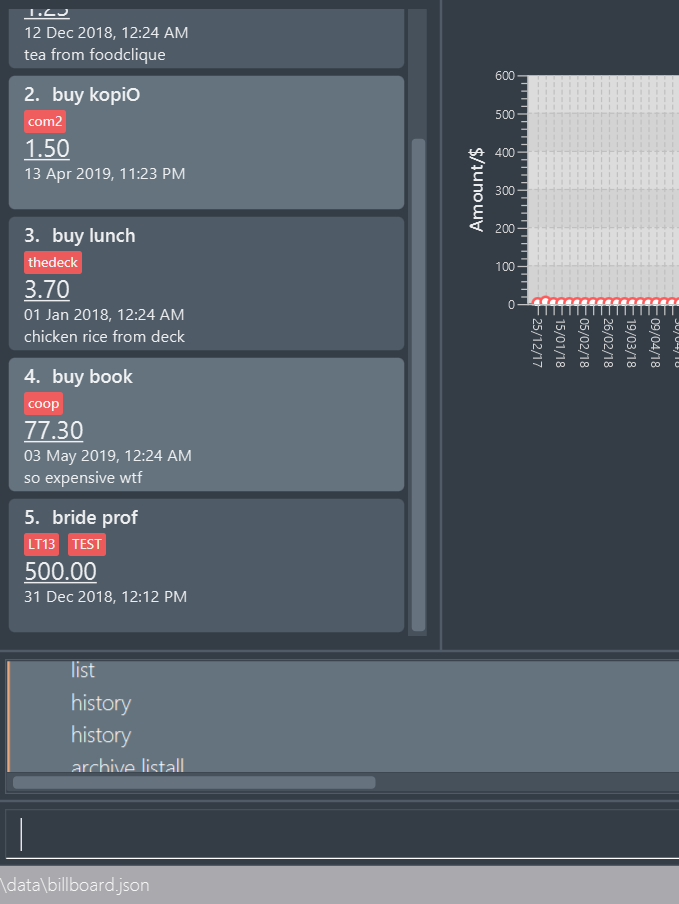 1.25
12 Dec 2018, 12:24 AM
tea from foodclique
2. buy kopiO
com2
1.50
13 Apr 2019, 11:23 PM
3. buy lunch
thedeck
3.70
01 Jan 2018, 12:24 AM
chicken rice from deck
4. buy book
coop
77.30
03 May 2019, 12:24 AM
so expensive wtf
5. bride prof
LT13 TEST
500.00
31 Dec 2018, 12:12 PM
Amount/$
600
500
400
300
200
100
0
25/12/17
15/01/18
05/02/18
26/02/18
19/03/18
09/04/18
list
history
history
archive listall
\data\billboard.json